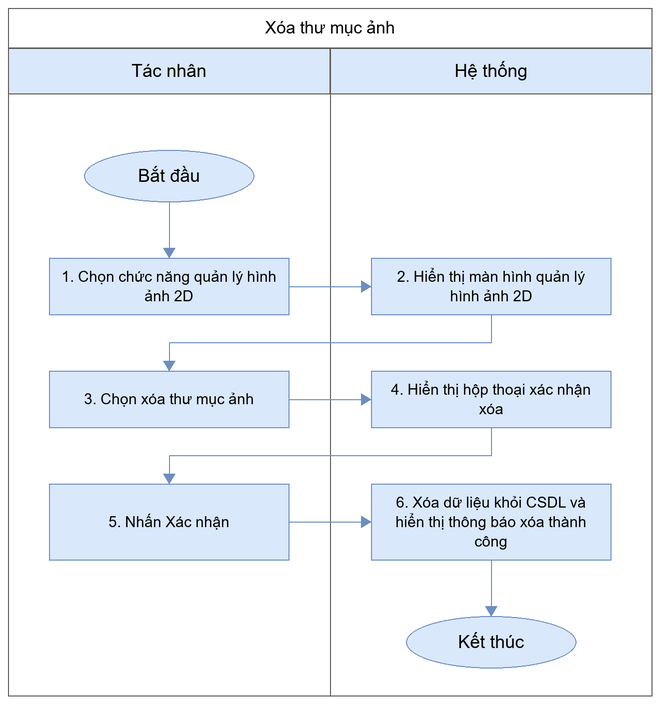 Xóa thư mục ảnh
Tác nhân
Hệ thống
Bắt đầu
1. Chọn chức năng quản lý hình
ảnh 2D
2. Hiển thị màn hình quản lý
hình ảnh 2D
3. Chọn xóa thư mục ảnh
4. Hiển thị hộp thoại xác nhận
xóa
5. Nhấn Xác nhận
6. Xóa dữ liệu khỏi CSDL và
hiển thị thông báo xóa thành
công
Kết thúc